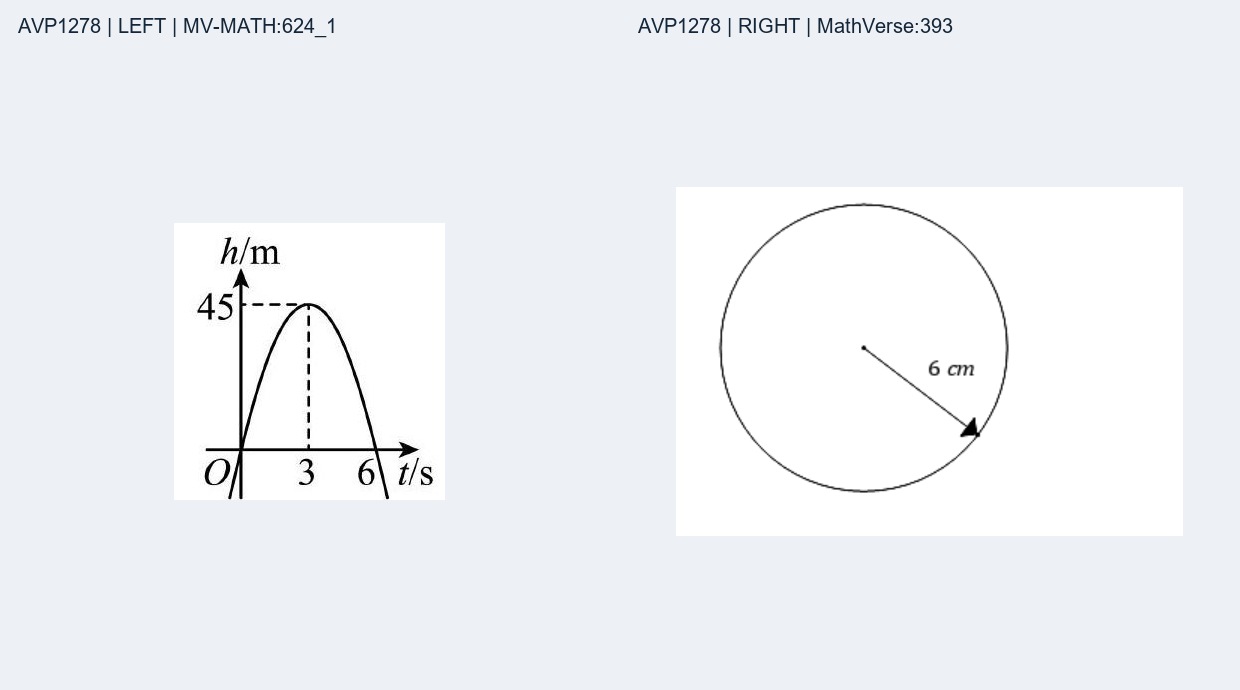 AVP1278 | LEFT | MV-MATH:624_1
AVP1278 | RIGHT | MathVerse:393
h/m
45
O
3
6
t/s
6 cm